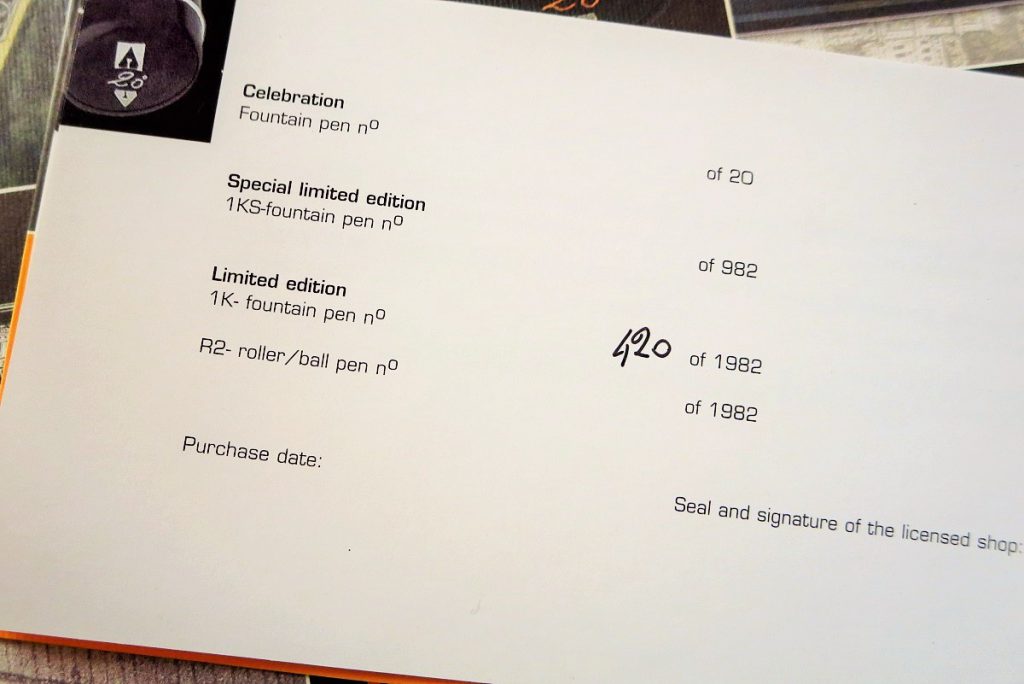 20
Celebration
Fountain pen nº
of 20
Special limited edition
1KS-fountain pen nº
of 982
Limited edition
1K- fountain pen nº
420 of 1982
R2- roller/ball pen nº
of 1982
Purchase date:
Seal and signature of the licensed shop: